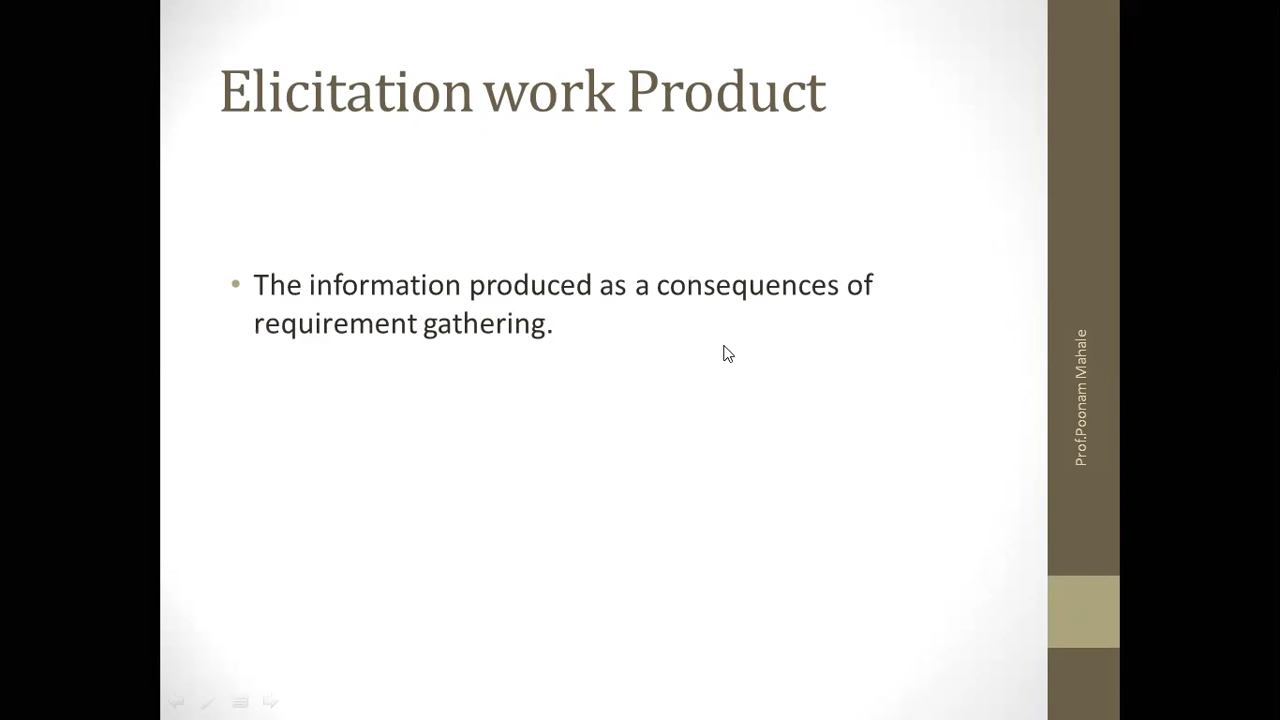 Elicitation work Product
• The information produced as a consequences of
requirement gathering.
Prof.Poonam Mahale